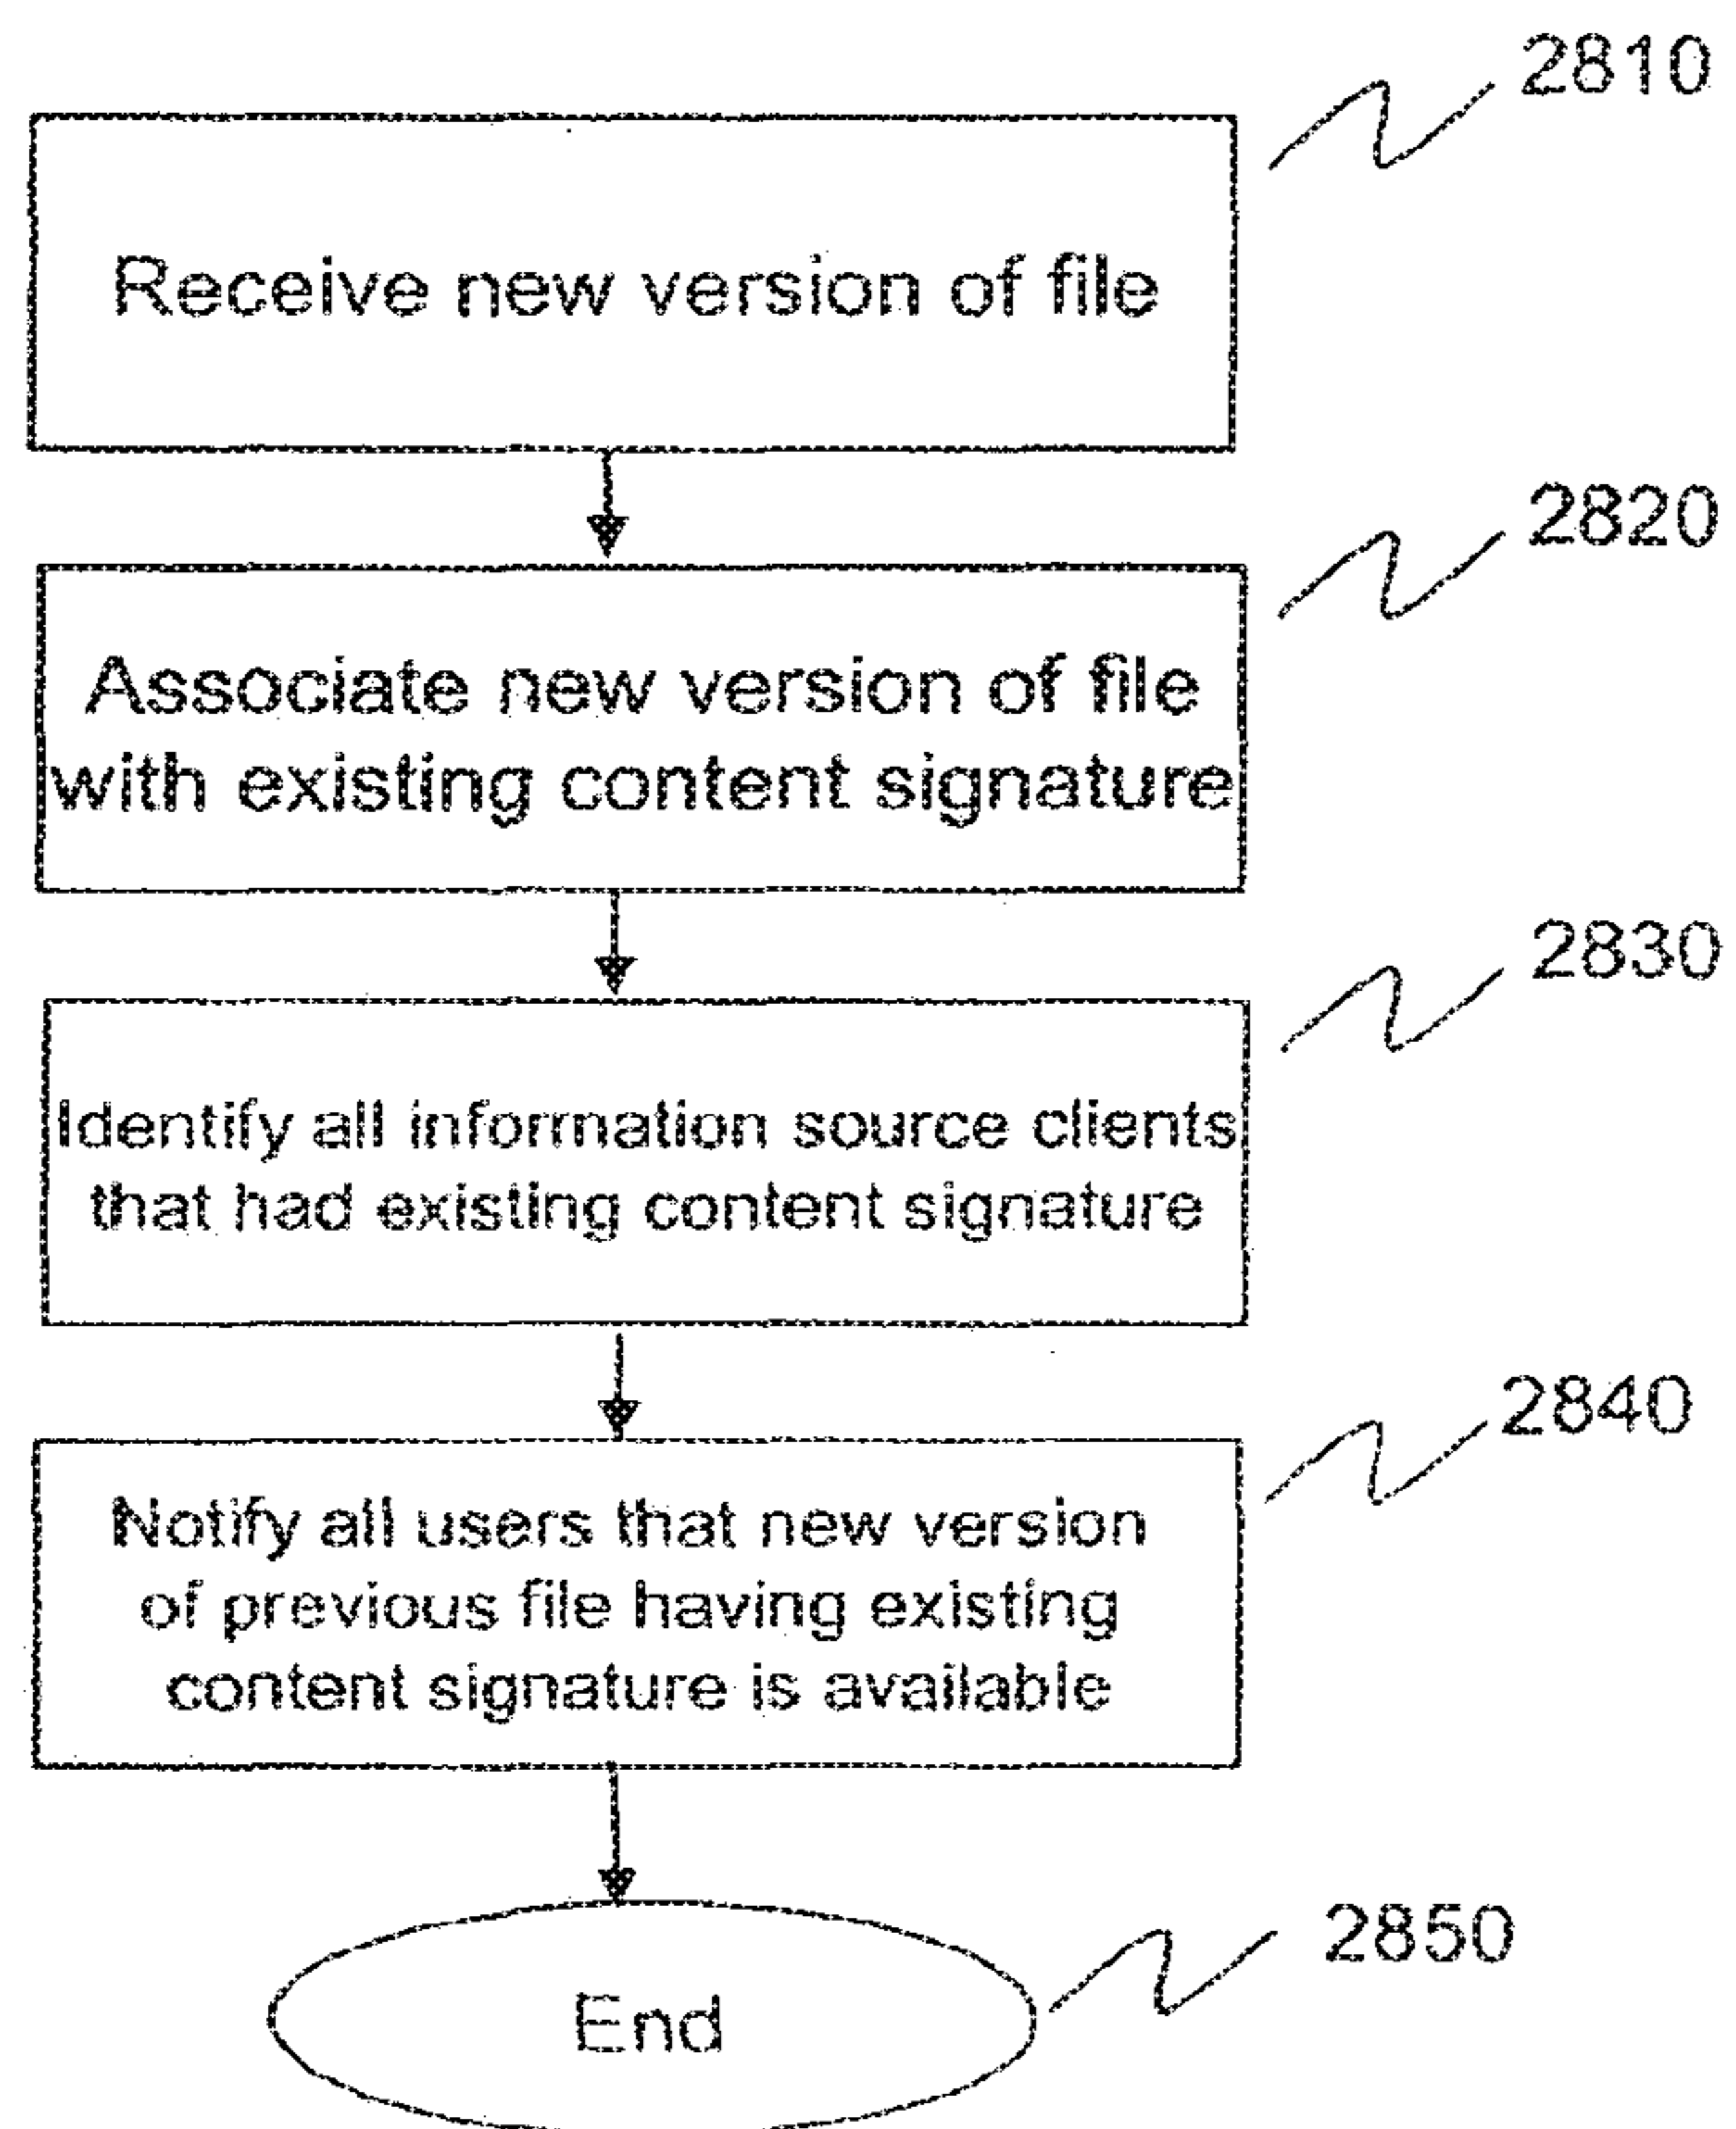 2810
Receive new version of file
2820
Associate new version of file
with existing content signature
2830
Identify all information source clients
that had existing content signature
2840
Notify all users that new version
of previous file having existing
content signature is available
2850
End